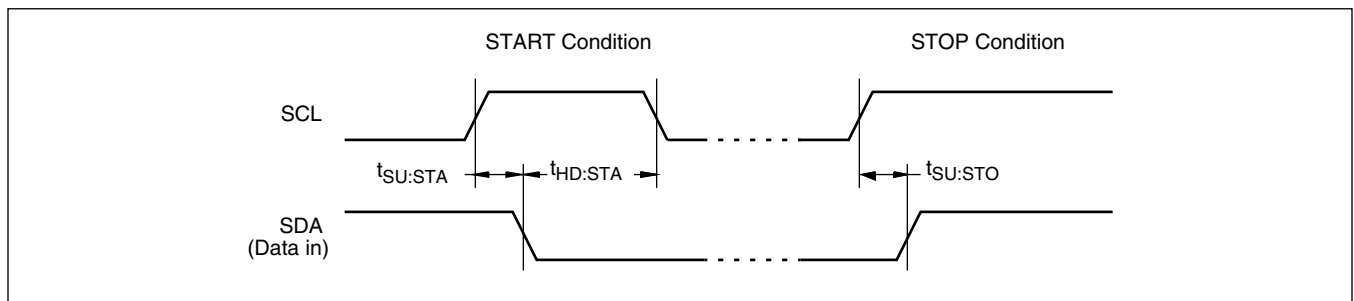 START Condition
STOP Condition
SCL
tSU:STA
tHD:STA
tSU:STO
SDA
(Data in)